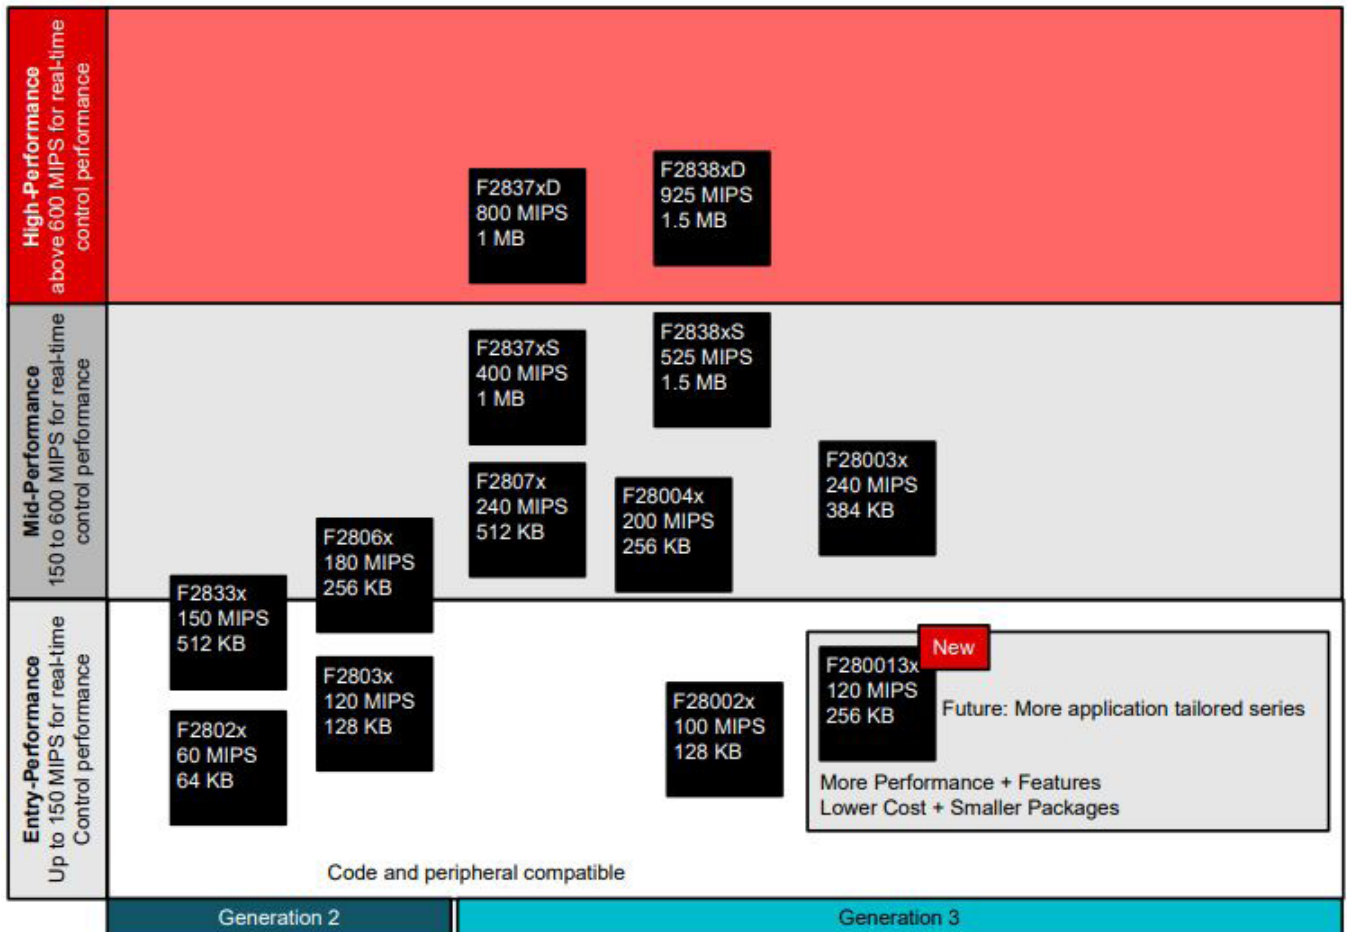 High-Performance
above 600 MIPS for real-time
control performance
F2837xD
800 MIPS
1 MB
F2838xD
925 MIPS
1.5 MB
Mid-Performance
150 to 600 MIPS for real-time
control performance
F2837xS
400 MIPS
1 MB
F2838xS
525 MIPS
1.5 MB
F2806x
180 MIPS
256 KB
F2807x
240 MIPS
512 KB
F28004x
200 MIPS
256 KB
F28003x
240 MIPS
384 KB
Entry-Performance
Up to 150 MIPS for real-time
Control performance
F2833x
150 MIPS
512 KB
F2802x
60 MIPS
64 KB
F2803x
120 MIPS
128 KB
F28002x
100 MIPS
128 KB
New
F280013x
120 MIPS
256 KB
Future: More application tailored series
More Performance + Features
Lower Cost + Smaller Packages
Code and peripheral compatible
Generation 2
Generation 3